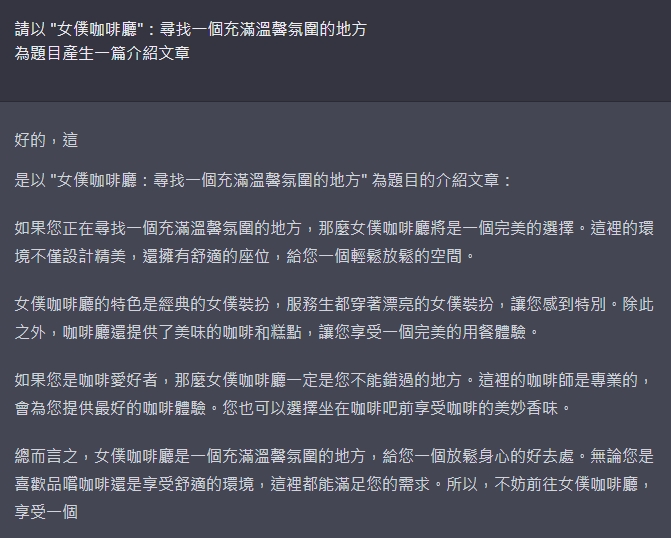 請以 "女僕咖啡廳"：尋找一個充滿溫馨氛圍的地方
為題目產生一篇介紹文章
好的，這
是以 "女僕咖啡廳：尋找一個充滿溫馨氛圍的地方" 為題目的介紹文章：
如果您正在尋找一個充滿溫馨氛圍的地方，那麼女僕咖啡廳將是一個完美的選擇。這裡的環
境不僅設計精美，還擁有舒適的座位，給您一個輕鬆放鬆的空間。
女僕咖啡廳的特色是經典的女僕裝扮，服務生都穿著漂亮的女僕裝扮，讓您感到特別。除此
之外，咖啡廳還提供了美味的咖啡和糕點，讓您享受一個完美的用餐體驗。
如果您是咖啡愛好者，那麼女僕咖啡廳一定是您不能錯過的地方。這裡的咖啡師是專業的，
會為您提供最好的咖啡體驗。您也可以選擇坐在咖啡吧前享受咖啡的美妙香味。
總而言之，女僕咖啡廳是一個充滿溫馨氛圍的地方，給您一個放鬆身心的好去處。無論您是
喜歡品嚐咖啡還是享受舒適的環境，這裡都能滿足您的需求。所以，不妨前往女僕咖啡廳，
享受一個